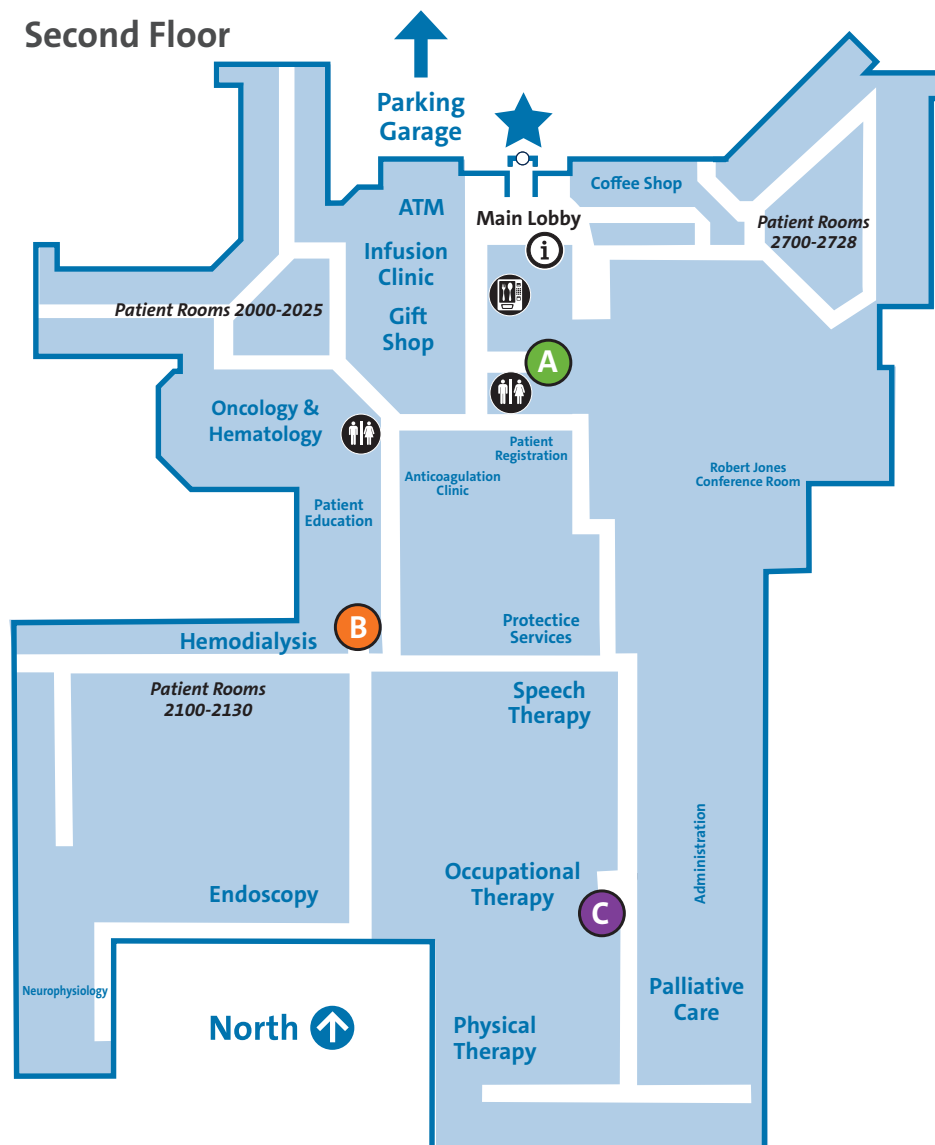 Second Floor
Parking
Garage
Coffee Shop
ATM
Main Lobby
i
Patient Rooms
2700-2728
Infusion
Clinic
Patient Rooms 2000-2025
Gift
Shop
A
Oncology &
Hematology
Patient
Registration
Anticoagulation
Clinic
Robert Jones
Conference Room
Patient
Education
B
Hemodialysis
Protectice
Services
Patient Rooms
2100-2130
Speech
Therapy
Administration
Occupational
Therapy
Endoscopy
C
Neurophysiology
Palliative
Care
North
Physical
Therapy